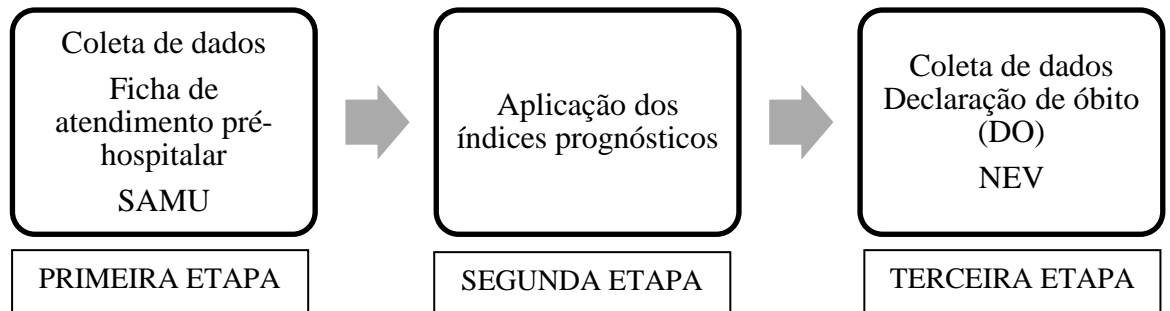 Coleta de dados
Ficha de
atendimento pré-
hospitalar
SAMU
PRIMEIRA ETAPA
Aplicação dos
índices prognósticos
SEGUNDA ETAPA
Coleta de dados
Declaração de óbito
(DO)
NEV
TERCEIRA ETAPA